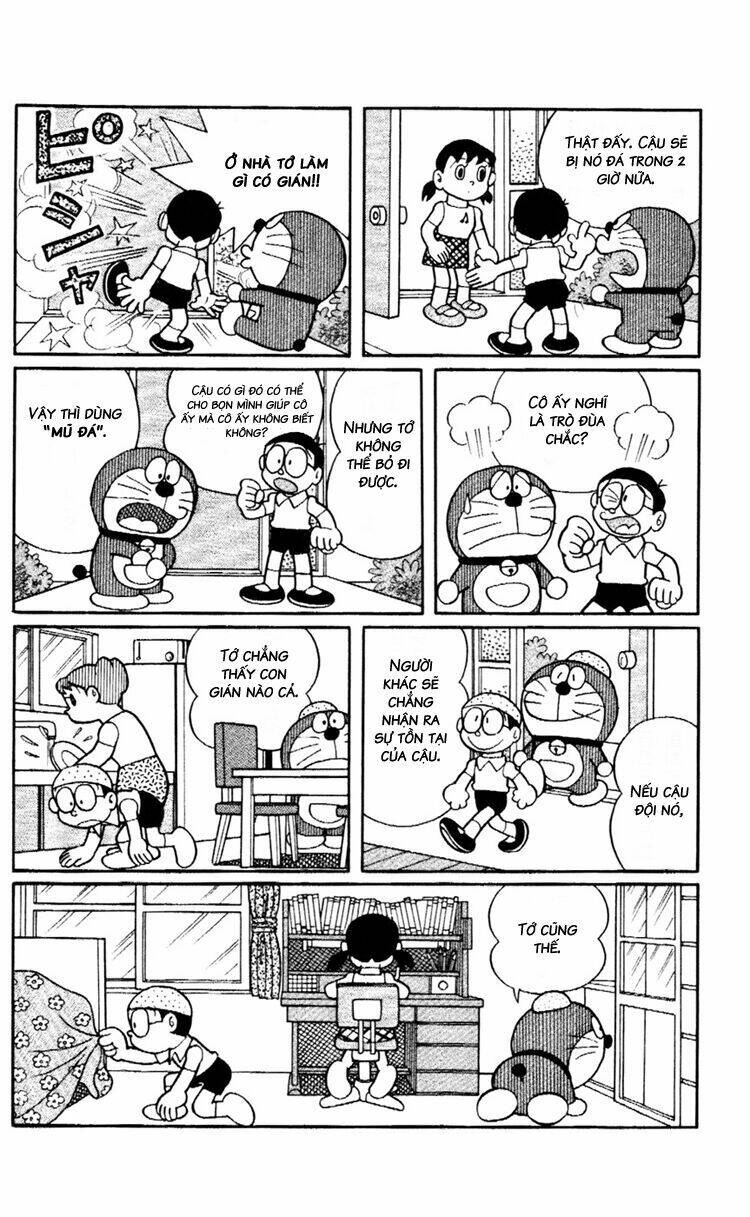 THẬT ĐẤY. CẬU SẼ
BỊ NÓ ĐÁ TRONG 2
GIỜ NỮA.
Ở NHÀ TỚ LÀM
GÌ CÓ GIÁN!!
ピシャ
CÔ ẤY NGHĨ
LÀ TRÒ ĐÙA
CHẮC?
NHƯNG TỚ
KHÔNG
THỂ BỎ ĐI
ĐƯỢC.
CẬU CÓ GÌ ĐÓ CÓ THỂ
CHO BỌN MÌNH GIÚP CÔ
ẤY MÀ CÔ ẤY KHÔNG BIẾT
KHÔNG?
VẬY THÌ DÙNG
"MŨ ĐÁ".
NẾU CẬU
ĐỘI NÓ,
NGƯỜI
KHÁC SẼ
CHẲNG
NHẬN RA
SỰ TỒN TẠI
CỦA CẬU.
TỚ CHẲNG
THẤY CON
GIÁN NÀO CẢ.
TỚ CŨNG
THẾ.